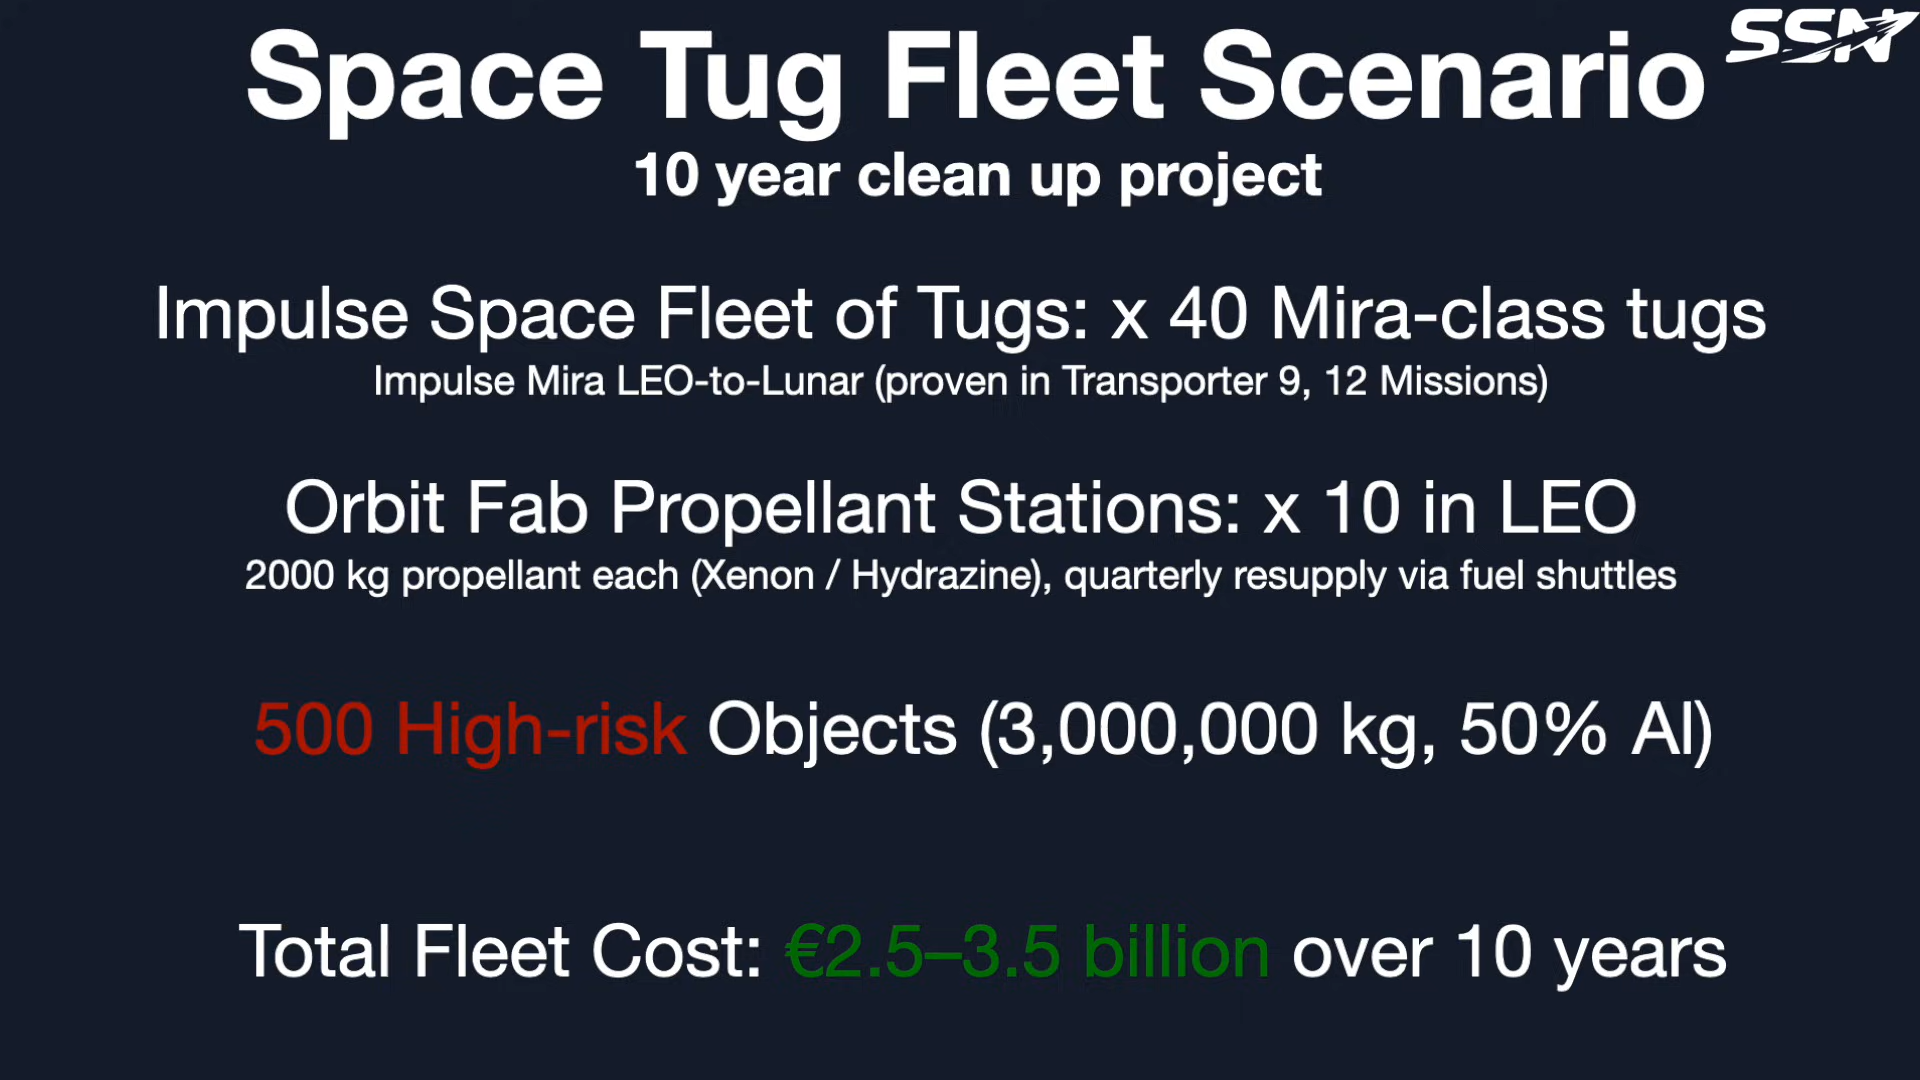 SSN
Space Tug Fleet Scenario
10 year clean up project
Impulse Space Fleet of Tugs: x 40 Mira-class tugs
Impulse Mira LEO-to-Lunar (proven in Transporter 9, 12 Missions)
Orbit Fab Propellant Stations: x 10 in LEO
2000 kg propellant each (Xenon / Hydrazine), quarterly resupply via fuel shuttles
500 High-risk Objects (3,000,000 kg, 50% Al)
Total Fleet Cost: €2.5–3.5 billion over 10 years